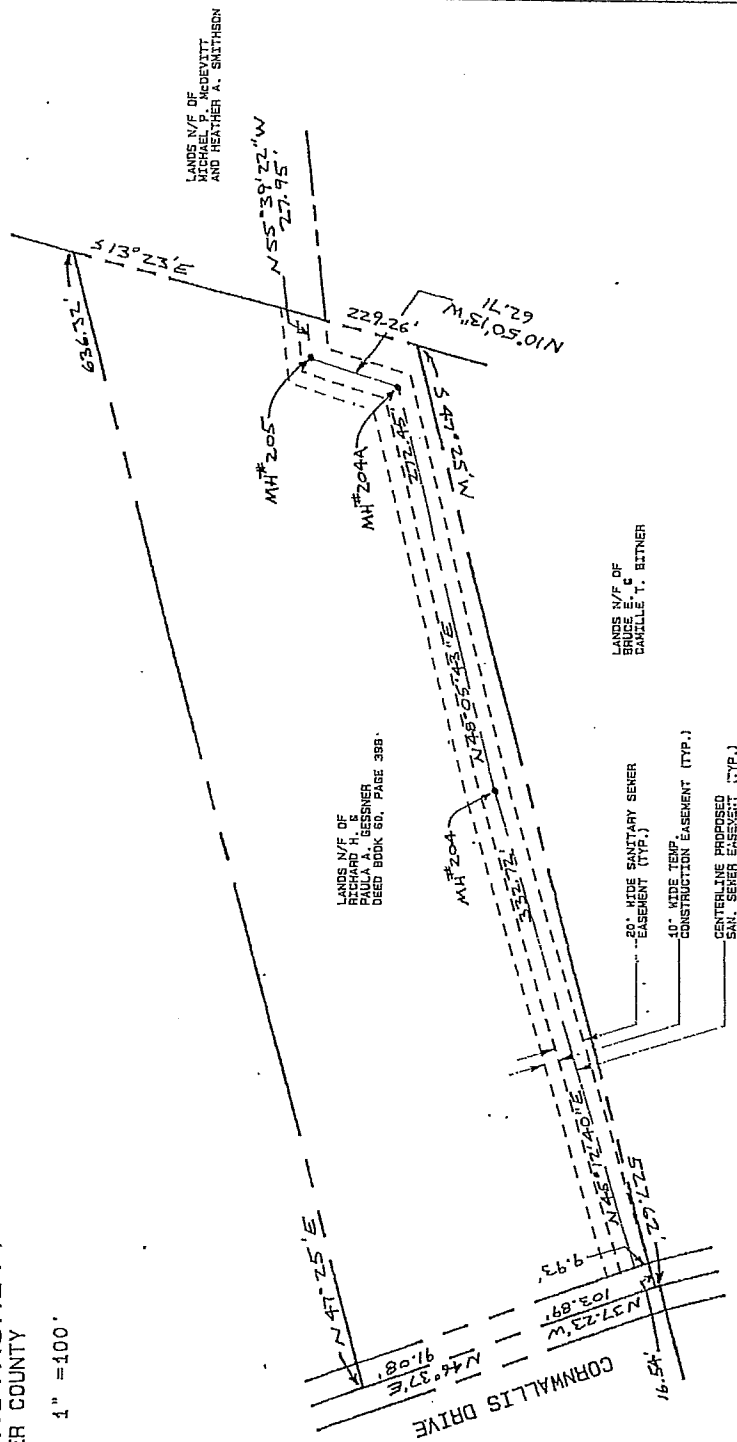 ER COUNTY
1" =100'
LANDS N/F OF
MICHAEL P. McDEVITT
AND HEATHER A. SMITHSON
N 55°39'22"W
27.95'
S13°23'E
636.32'
MH#205
MH#204A
N10°50'13"W
62.71
272.45'
S 47°25'W
N48°05'43"E
MH#204
332.72'
LANDS N/F OF
RICHARD H. &
PAULA A. GESSNER
DEED BOOK 60, PAGE 398.
LANDS N/F OF
BRUCE E. &
CAMILLE T. BITNER
20' WIDE SANITARY SEWER
EASEMENT (TYP.)
10' WIDE TEMP.
CONSTRUCTION EASEMENT (TYP.)
CENTERLINE PROPOSED
SAN. SEWER EASEMENT (TYP.)
N45°12'40"E
N 47°25'E
9.93'
103.89'
N37°23'W
91.08'
N46°37'E
16.54'
CORNWALLIS DRIVE